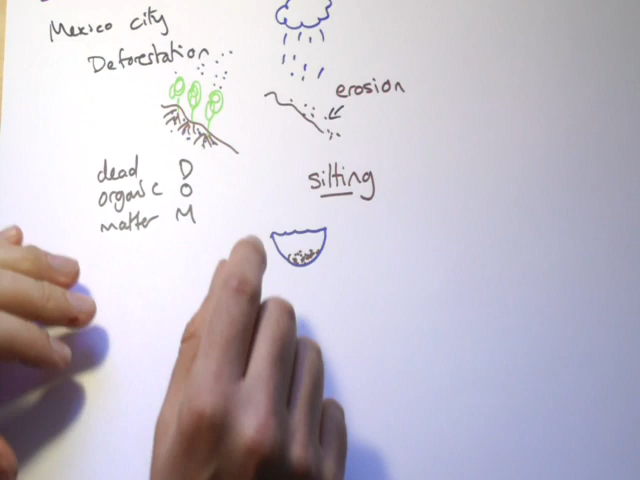 Mexico city
Deforestation
erosion
dead D
organic O
matter M
silting